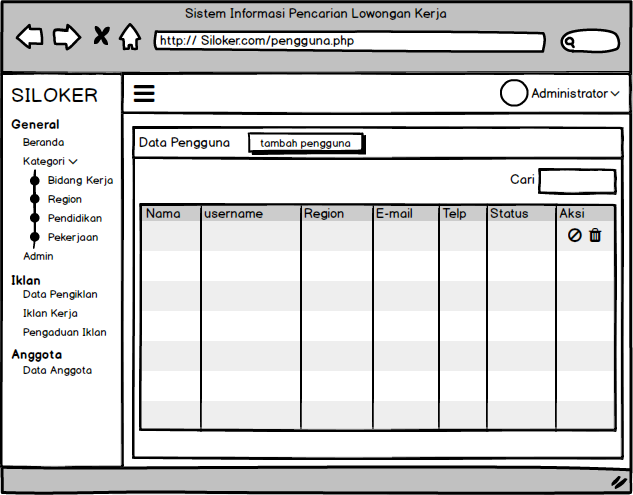 Sistem Informasi Pencarian Lowongan Kerja
http:// Siloker.com/pengguna.php
SILOKER
Administrator
General
Beranda
Kategori
Bidang Kerja
Region
Pendidikan
Pekerjaan
Admin
Iklan
Data Pengiklan
Iklan Kerja
Pengaduan Iklan
Anggota
Data Anggota
Data Pengguna tambah pengguna
Cari
Nama username Region E-mail Telp Status Aksi